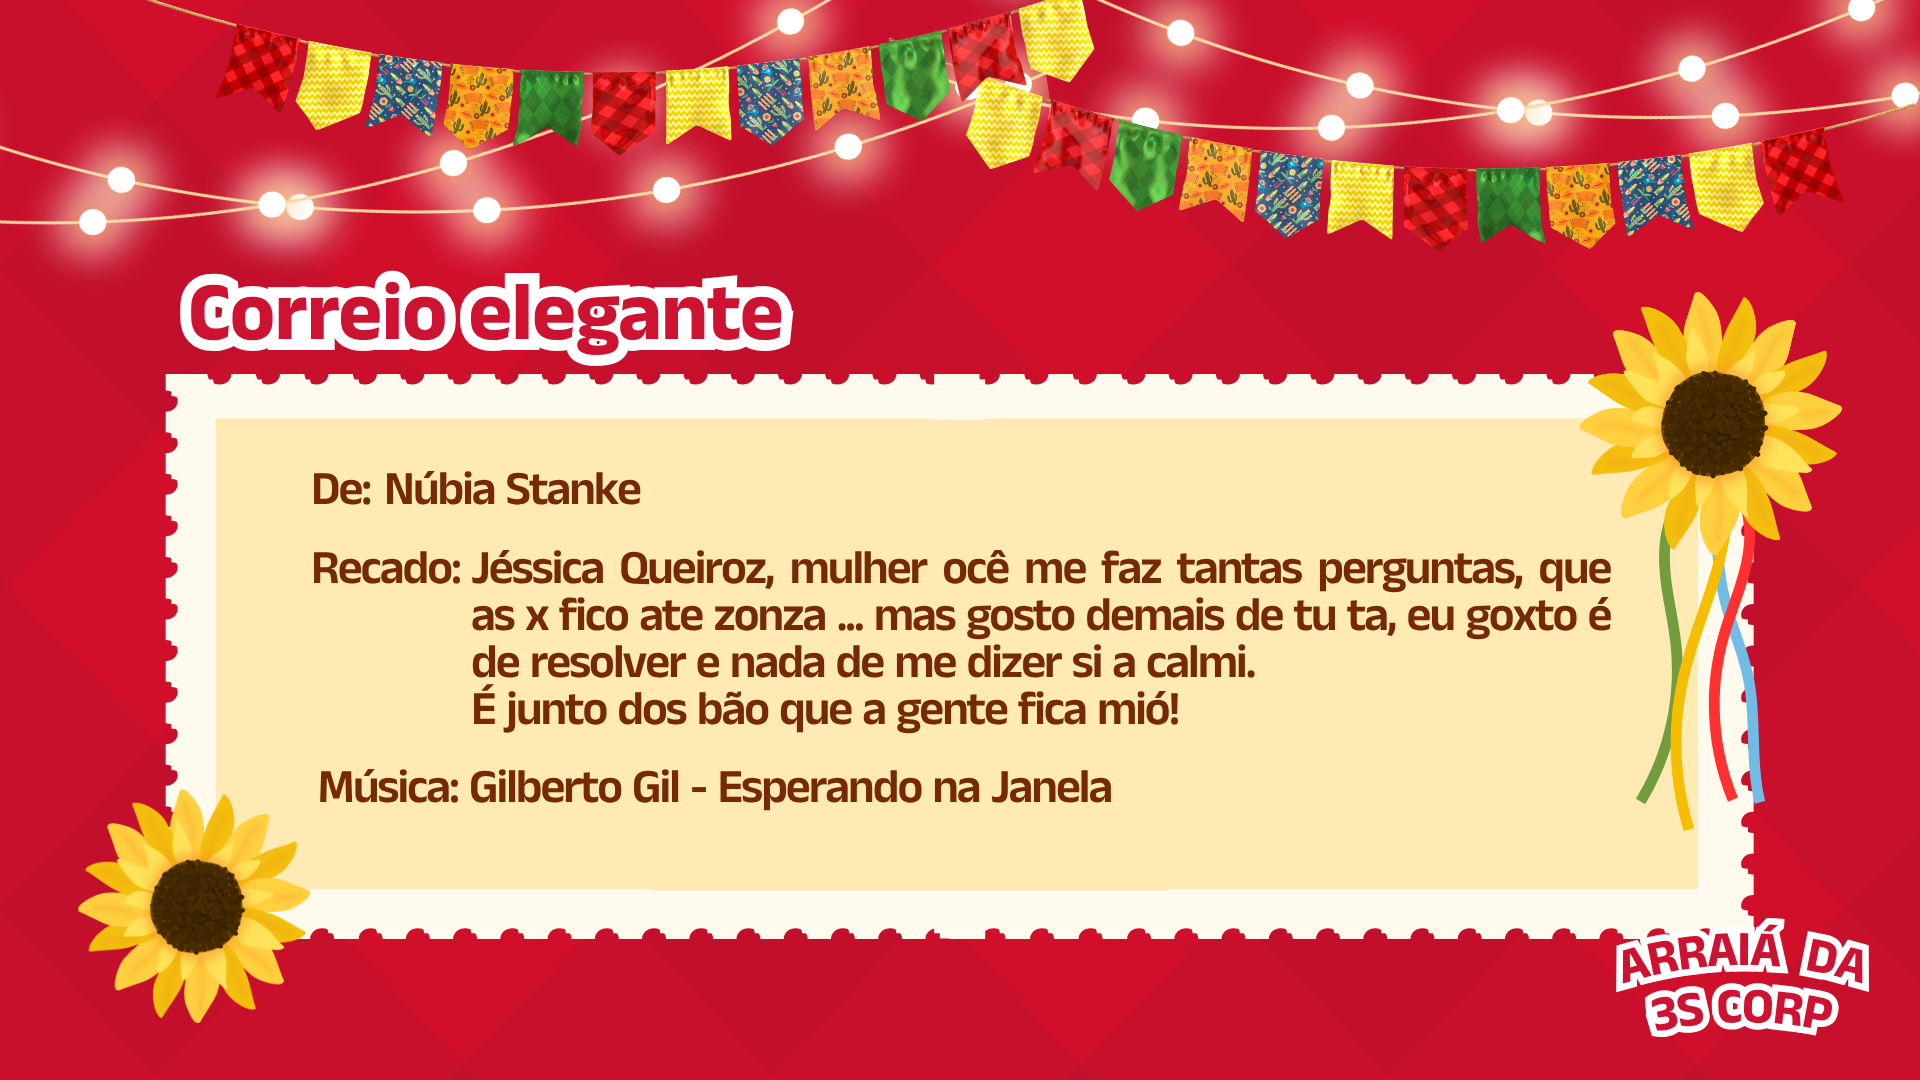 Correio elegante
De: Núbia Stanke
Recado: Jéssica Queiroz, mulher ocê me faz tantas perguntas, que
as x fico ate zonza ... mas gosto demais de tu ta, eu goxto é
de resolver e nada de me dizer si a calmi.
É junto dos bão que a gente fica mió!
Música: Gilberto Gil - Esperando na Janela
ARRAIÁ DA
3S CORP